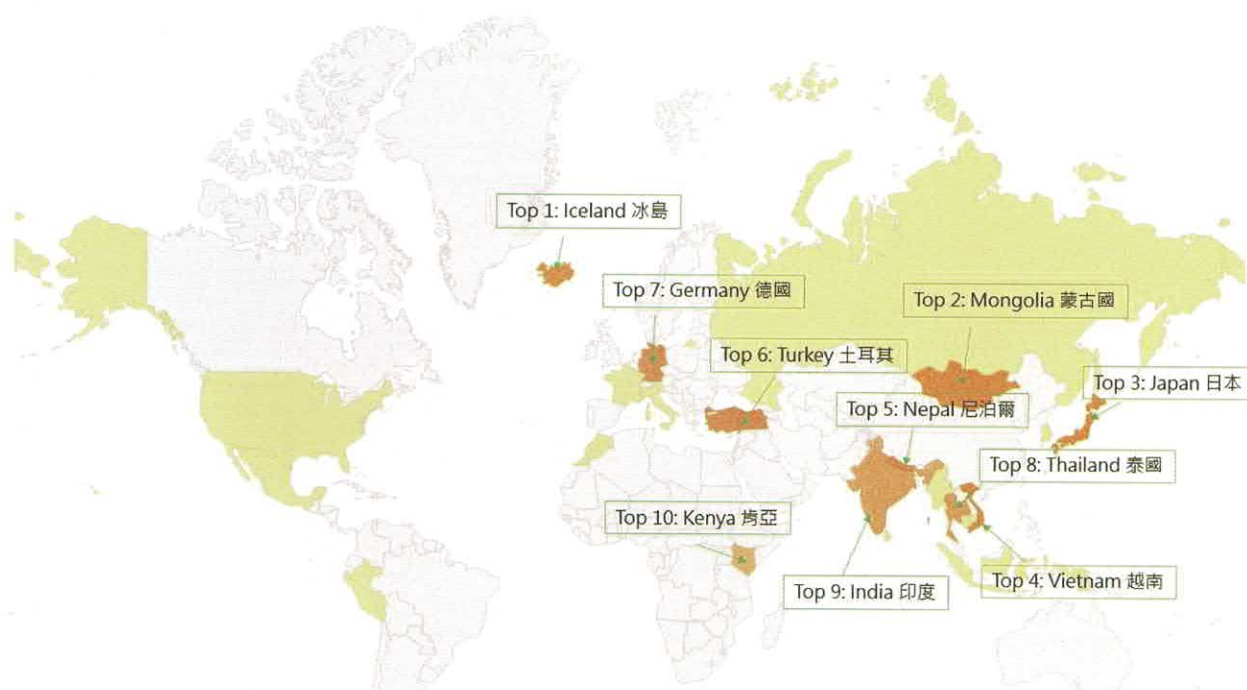 Top 1: Iceland 冰島
Top 7: Germany 德國
Top 2: Mongolia 蒙古國
Top 6: Turkey 土耳其
Top 3: Japan 日本
Top 5: Nepal 尼泊爾
Top 8: Thailand 泰國
Top 10: Kenya 肯亞
Top 9: India 印度
Top 4: Vietnam 越南